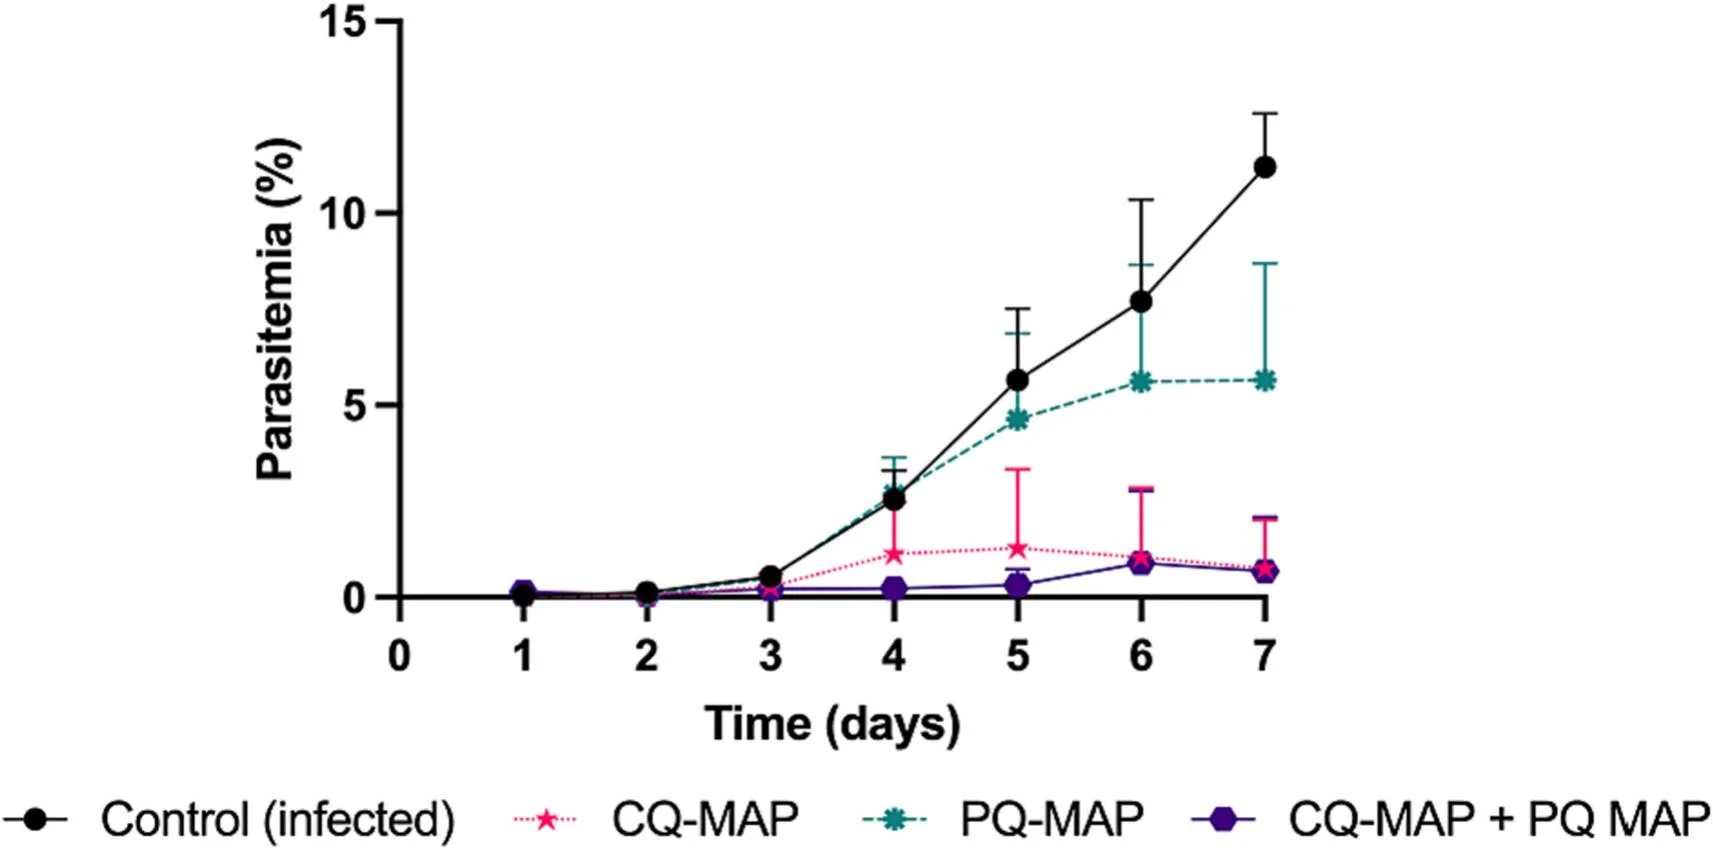 15
10
5
0
Parasitemia (%)
0 1 2 3 4 5 6 7
Time (days)
Control (infected) CQ-MAP PQ-MAP CQ-MAP + PQ MAP